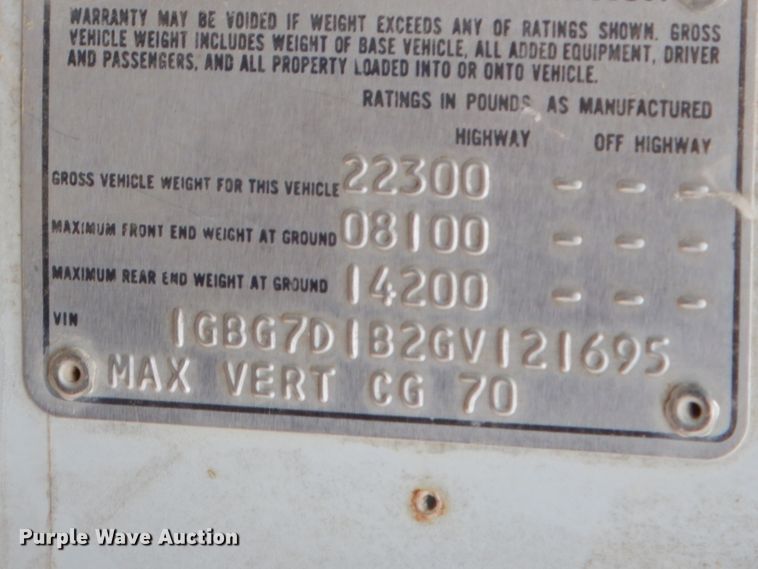 WARRANTY MAY BE VOIDED IF WEIGHT EXCEEDS ANY OF RATINGS SHOWN. GROSS
VEHICLE WEIGHT INCLUDES WEIGHT OF BASE VEHICLE, ALL ADDED EQUIPMENT, DRIVER
AND PASSENGERS, AND ALL PROPERTY LOADED INTO OR ONTO VEHICLE.
RATINGS IN POUNDS AS MANUFACTURED
HIGHWAY OFF HIGHWAY
GROSS VEHICLE WEIGHT FOR THIS VEHICLE 22300 - - -
MAXIMUM FRONT END WEIGHT AT GROUND 08100 - - -
MAXIMUM REAR END WEIGHT AT GROUND 14200 - - -
VIN 1GBG7D1B2GV121695
MAX VERT CG 70
Purple Wave Auction